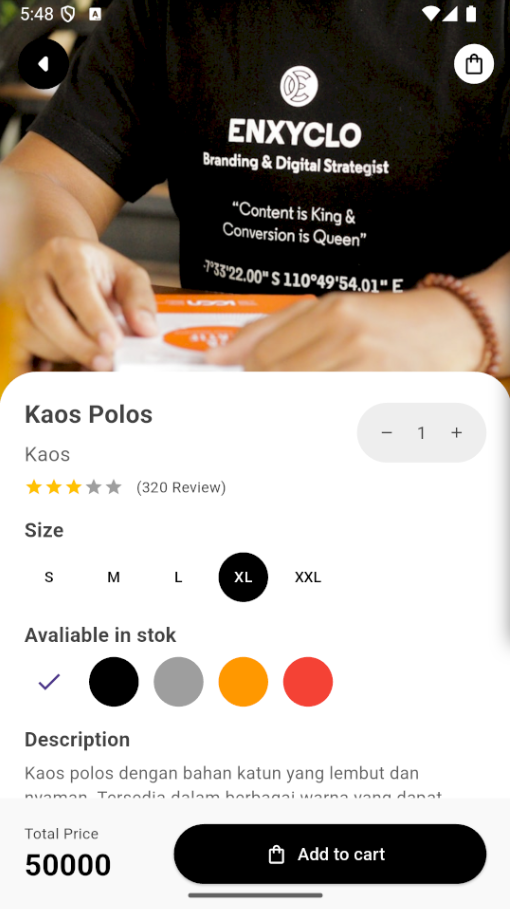 5:48
A
ENXYCLO
Branding & Digital Strategist
“Content is King &
Conversion is Queen”
-7°33'22.00" S 110°49'54.01" E
Kaos Polos
Kaos
− 1 +
(320 Review)
Size
S M L XL XXL
Avaliable in stok
Description
Kaos polos dengan bahan katun yang lembut dan
nyaman. Tersedia dalam berbagai warna yang dapat
Total Price
50000
Add to cart